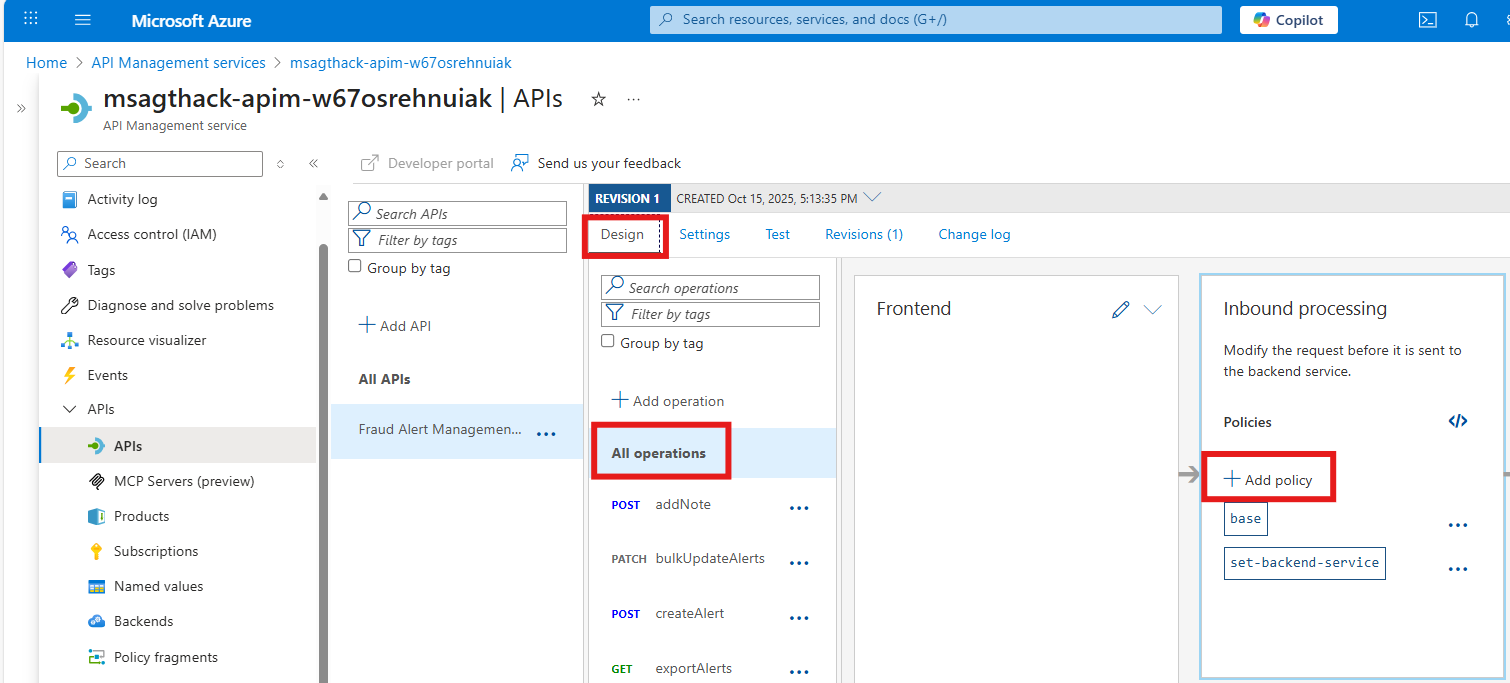 Microsoft Azure
Search resources, services, and docs (G+/)
Copilot
Home > API Management services > msagthack-apim-w67osrehnuiak
msagthack-apim-w67osrehnuiak | APIs
API Management service
Search
Activity log
Access control (IAM)
Tags
Diagnose and solve problems
Resource visualizer
Events
APIs
APIs
MCP Servers (preview)
Products
Subscriptions
Named values
Backends
Policy fragments
Developer portal
Send us your feedback
Search APIs
Filter by tags
Group by tag
Add API
All APIs
Fraud Alert Managemen...
REVISION 1
CREATED Oct 15, 2025, 5:13:35 PM
Design
Settings
Test
Revisions (1)
Change log
Search operations
Filter by tags
Group by tag
Add operation
All operations
POST addNote
PATCH bulkUpdateAlerts
POST createAlert
GET exportAlerts
Frontend
Inbound processing
Modify the request before it is sent to
the backend service.
Policies </>
Add policy
base
set-backend-service